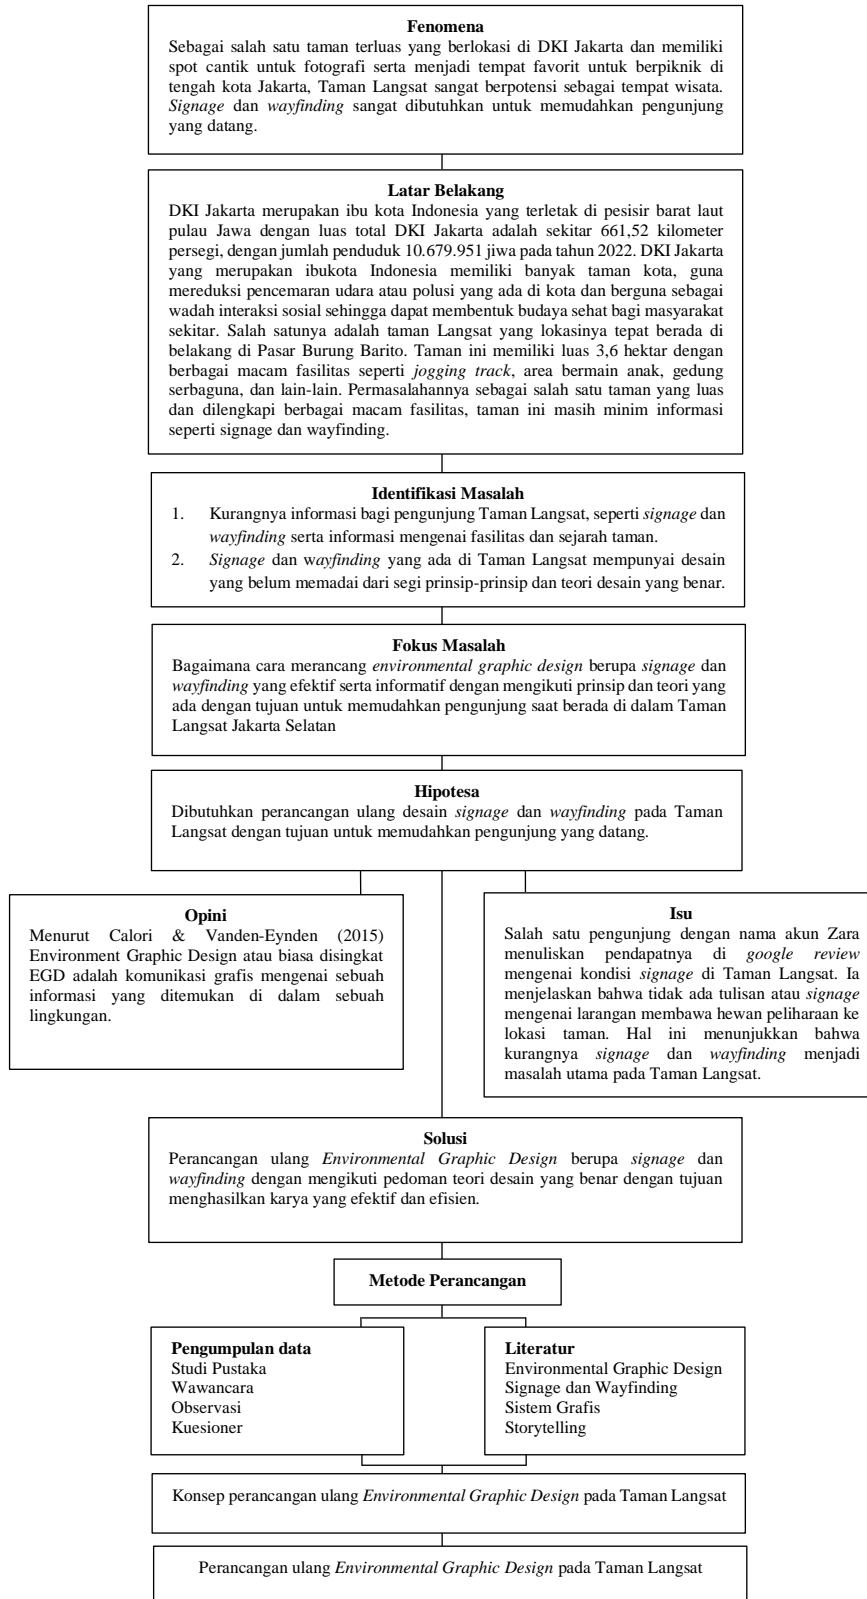 Fenomena
Sebagai salah satu taman terluas yang berlokasi di DKI Jakarta dan memiliki
spot cantik untuk fotografi serta menjadi tempat favorit untuk berpiknik di
tengah kota Jakarta, Taman Langsat sangat berpotensi sebagai tempat wisata.
Signage dan wayfinding sangat dibutuhkan untuk memudahkan pengunjung
yang datang.
Latar Belakang
DKI Jakarta merupakan ibu kota Indonesia yang terletak di pesisir barat laut
pulau Jawa dengan luas total DKI Jakarta adalah sekitar 661,52 kilometer
persegi, dengan jumlah penduduk 10.679.951 jiwa pada tahun 2022. DKI Jakarta
yang merupakan ibukota Indonesia memiliki banyak taman kota, guna
mereduksi pencemaran udara atau polusi yang ada di kota dan berguna sebagai
wadah interaksi sosial sehingga dapat membentuk budaya sehat bagi masyarakat
sekitar. Salah satunya adalah taman Langsat yang lokasinya tepat berada di
belakang di Pasar Burung Barito. Taman ini memiliki luas 3,6 hektar dengan
berbagai macam fasilitas seperti jogging track, area bermain anak, gedung
serbaguna, dan lain-lain. Permasalahannya sebagai salah satu taman yang luas
dan dilengkapi berbagai macam fasilitas, taman ini masih minim informasi
seperti signage dan wayfinding.
Identifikasi Masalah
1. Kurangnya informasi bagi pengunjung Taman Langsat, seperti signage dan
wayfinding serta informasi mengenai fasilitas dan sejarah taman.
2. Signage dan wayfinding yang ada di Taman Langsat mempunyai desain
yang belum memadai dari segi prinsip-prinsip dan teori desain yang benar.
Fokus Masalah
Bagaimana cara merancang environmental graphic design berupa signage dan
wayfinding yang efektif serta informatif dengan mengikuti prinsip dan teori yang
ada dengan tujuan untuk memudahkan pengunjung saat berada di dalam Taman
Langsat Jakarta Selatan
Hipotesa
Dibutuhkan perancangan ulang desain signage dan wayfinding pada Taman
Langsat dengan tujuan untuk memudahkan pengunjung yang datang.
Opini
Menurut Calori & Vanden-Eynden (2015)
Environment Graphic Design atau biasa disingkat
EGD adalah komunikasi grafis mengenai sebuah
informasi yang ditemukan di dalam sebuah
lingkungan.
Isu
Salah satu pengunjung dengan nama akun Zara
menuliskan pendapatnya di google review
mengenai kondisi signage di Taman Langsat. Ia
menjelaskan bahwa tidak ada tulisan atau signage
mengenai larangan membawa hewan peliharaan ke
lokasi taman. Hal ini menunjukkan bahwa
kurangnya signage dan wayfinding menjadi
masalah utama pada Taman Langsat.
Solusi
Perancangan ulang Environmental Graphic Design berupa signage dan
wayfinding dengan mengikuti pedoman teori desain yang benar dengan tujuan
menghasilkan karya yang efektif dan efisien.
Metode Perancangan
Pengumpulan data
Studi Pustaka
Wawancara
Observasi
Kuesioner
Literatur
Environmental Graphic Design
Signage dan Wayfinding
Sistem Grafis
Storytelling
Konsep perancangan ulang Environmental Graphic Design pada Taman Langsat
Perancangan ulang Environmental Graphic Design pada Taman Langsat